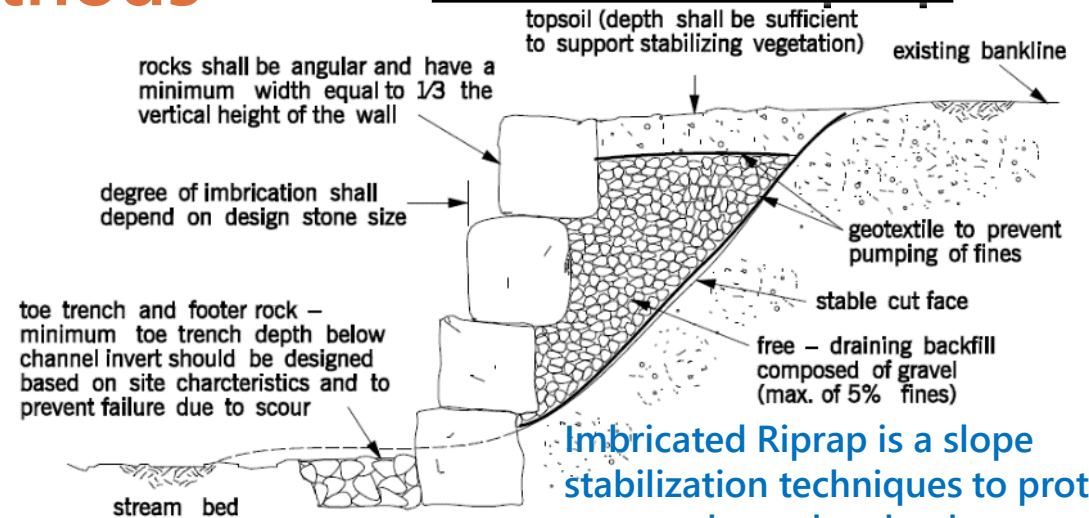 topsoil (depth shall be sufficient
to support stabilizing vegetation)
existing bankline
rocks shall be angular and have a
minimum width equal to 1/3 the
vertical height of the wall
degree of imbrication shall
depend on design stone size
geotextile to prevent
pumping of fines
stable cut face
toe trench and footer rock –
minimum toe trench depth below
channel invert should be designed
based on site charcteristics and to
prevent failure due to scour
free – draining backfill
composed of gravel
(max. of 5% fines)
Imbricated Riprap is a slope
stabilization techniques to prot
stream bed